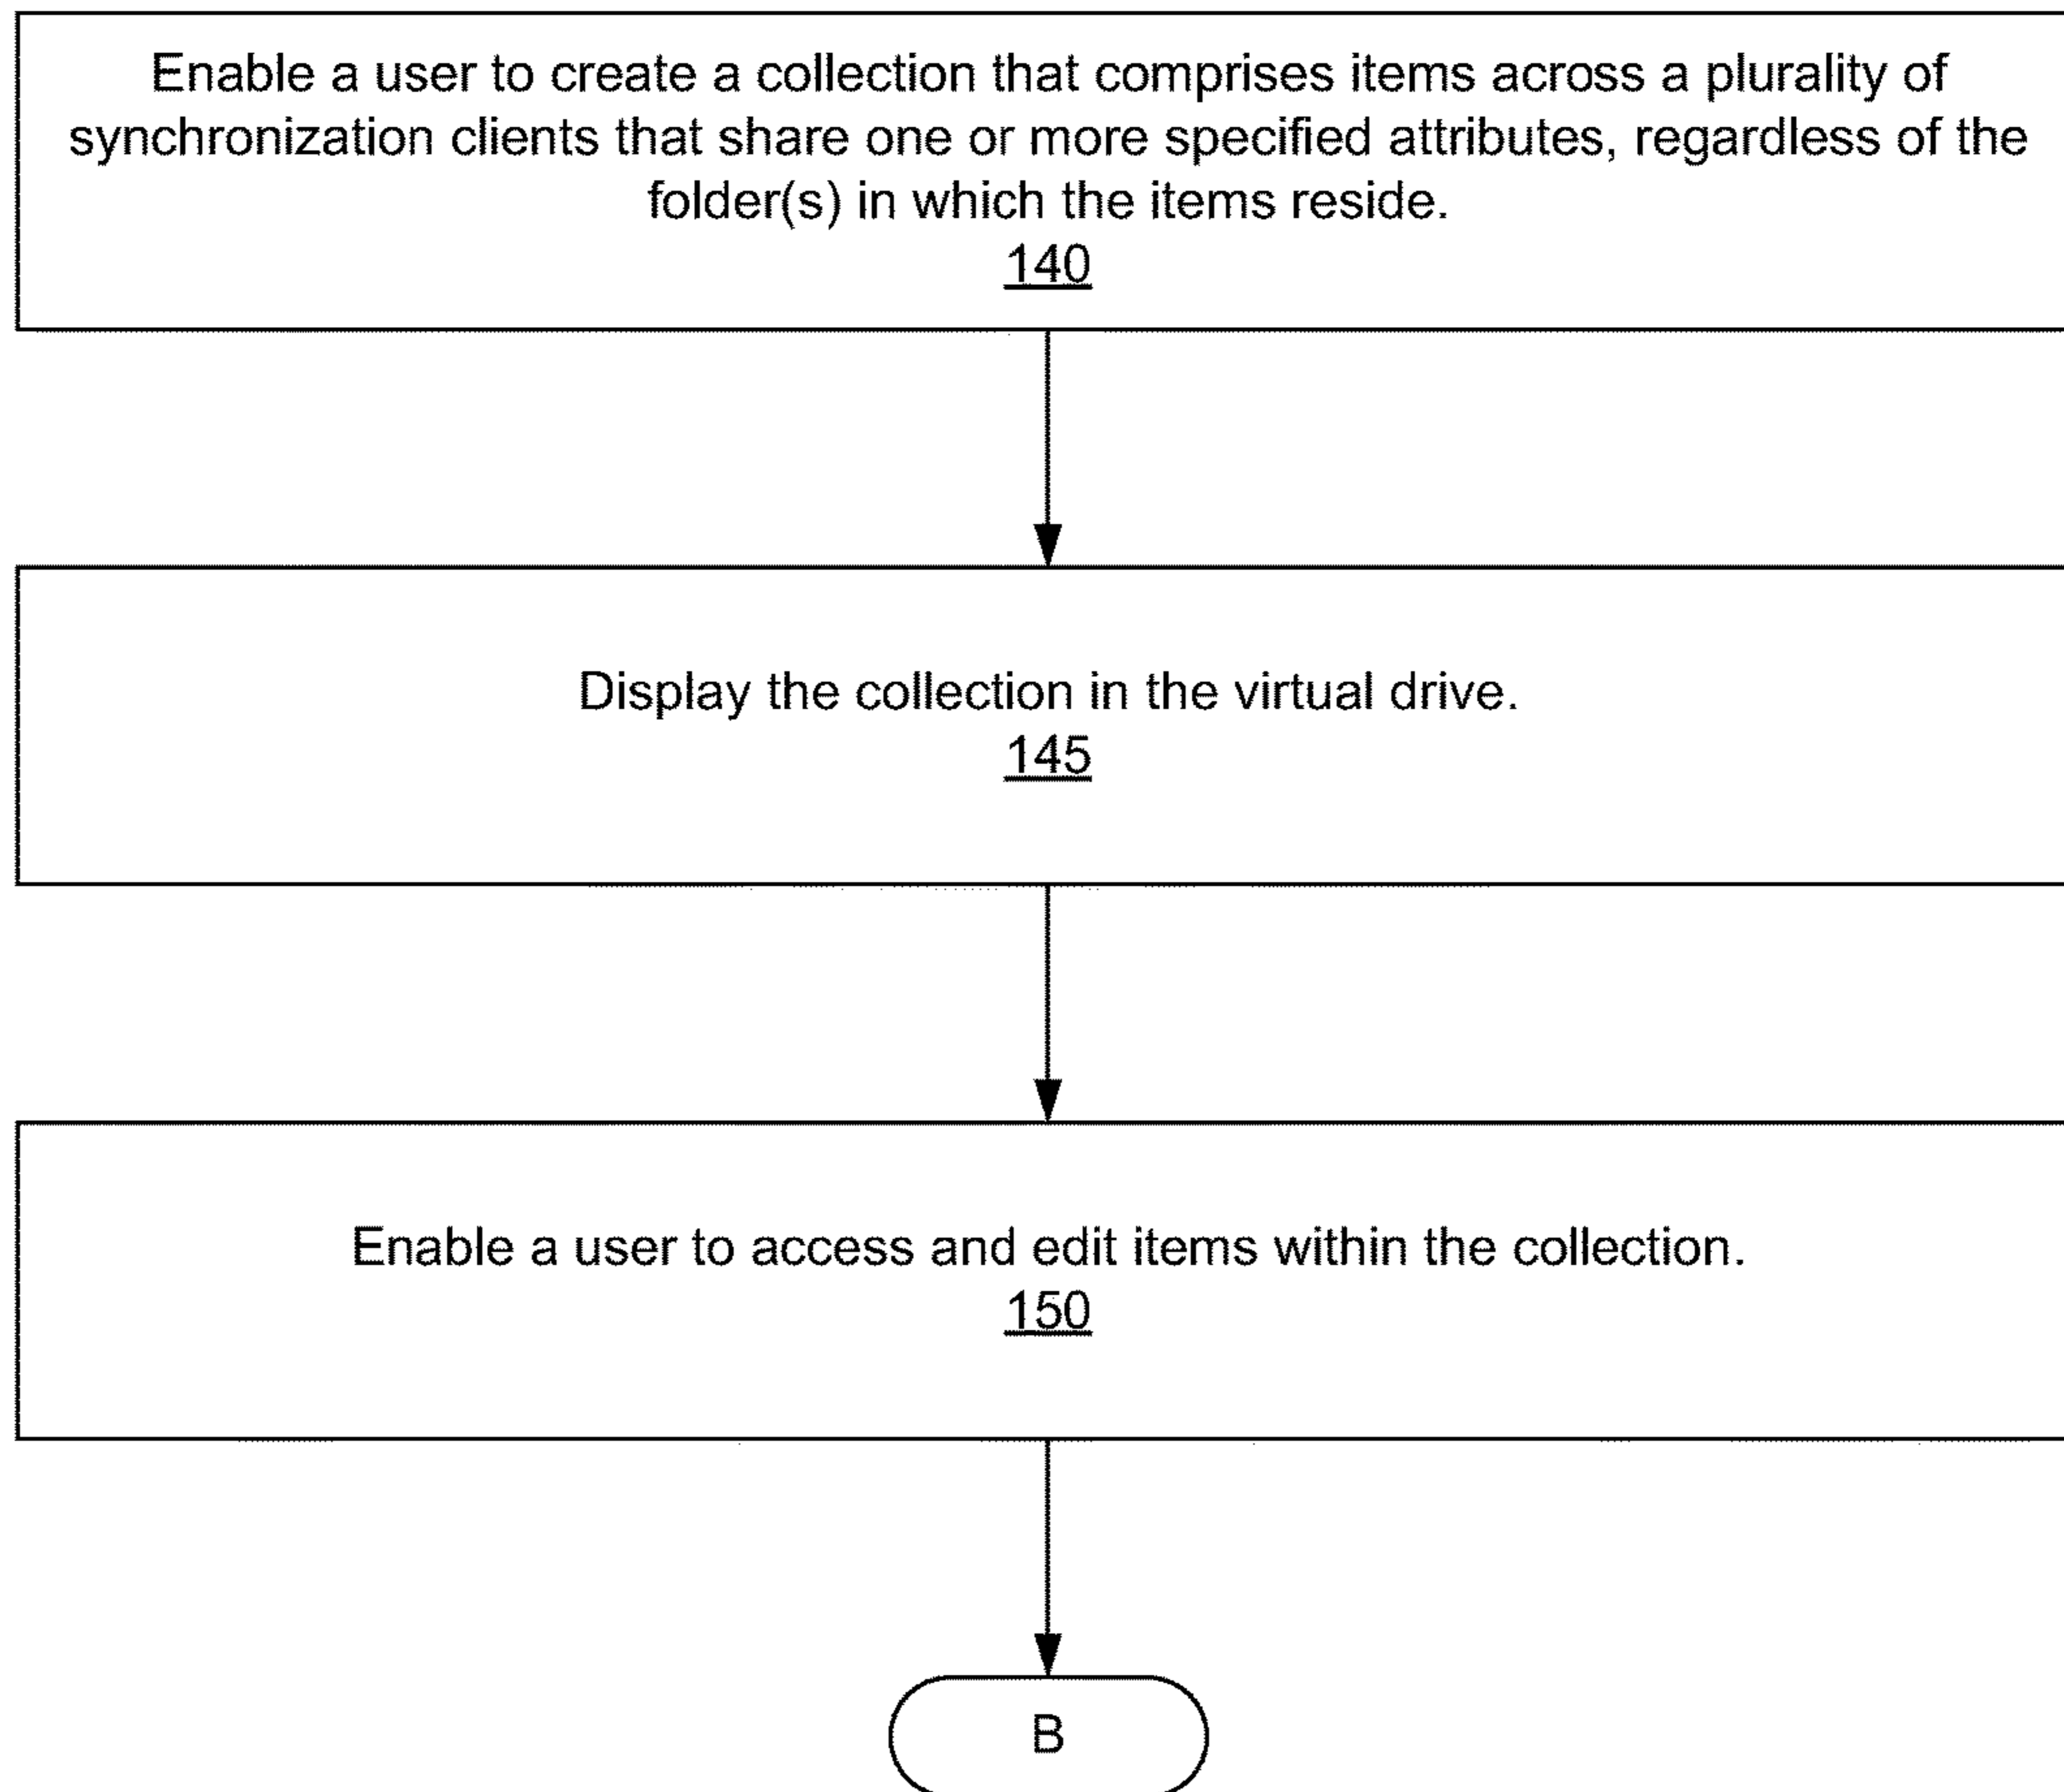 Enable a user to create a collection that comprises items across a plurality of
synchronization clients that share one or more specified attributes, regardless of the
folder(s) in which the items reside.
140
Display the collection in the virtual drive.
145
Enable a user to access and edit items within the collection.
150
B